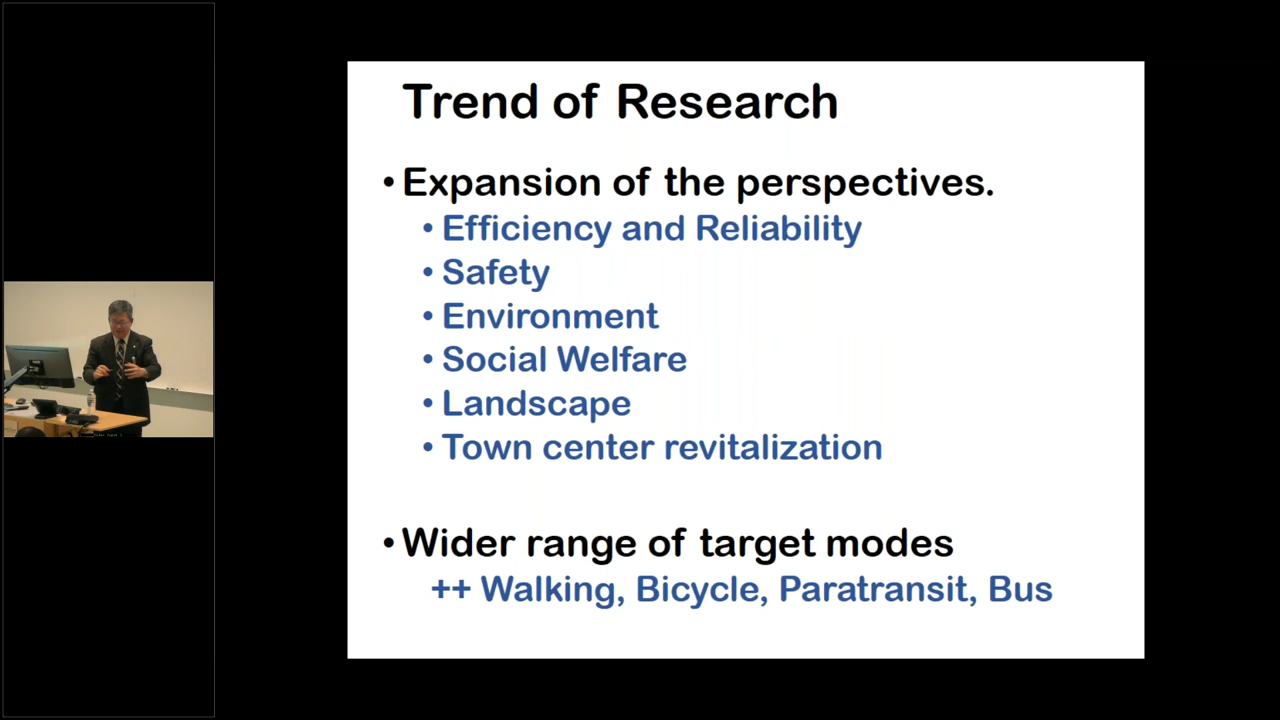 Trend of Research
• Expansion of the perspectives.
• Efficiency and Reliability
• Safety
• Environment
• Social Welfare
• Landscape
• Town center revitalization
• Wider range of target modes
++ Walking, Bicycle, Paratransit, Bus